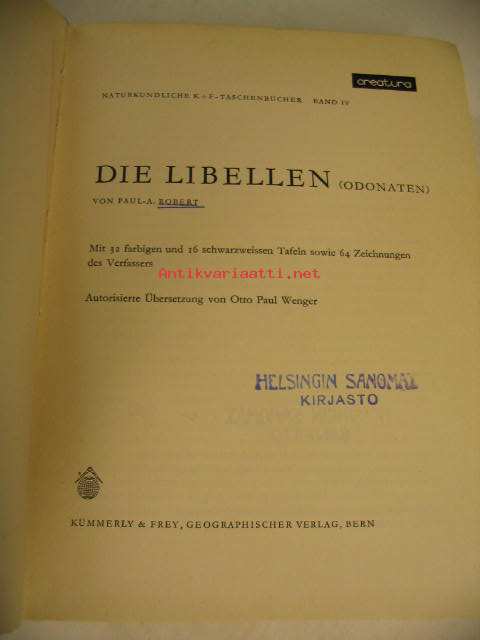 creatura
NATURKUNDLICHE K+F-TASCHENBÜCHER BAND IV
DIE LIBELLEN (ODONATEN)
VON PAUL-A. ROBERT
Mit 32 farbigen und 16 schwarzweissen Tafeln sowie 64 Zeichnungen
des Verfassers
Antikvariaatti.net
Autorisierte Übersetzung von Otto Paul Wenger
HELSINGIN SANOMAT
KIRJASTO
KÜMMERLY & FREY, GEOGRAPHISCHER VERLAG, BERN